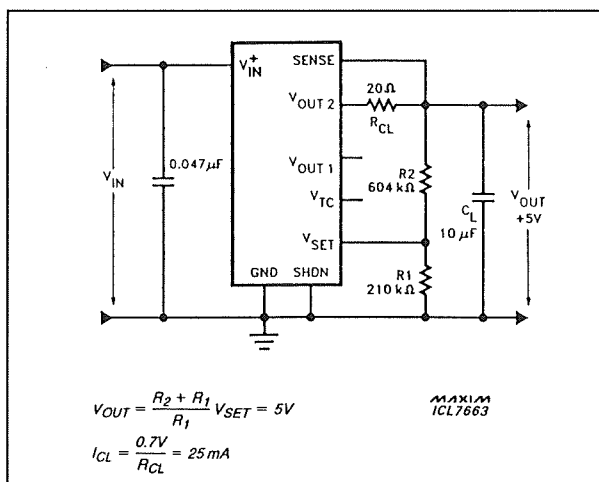 V+IN
SENSE
20Ω
VOUT 2
RCL
VIN
0.047µF
VOUT 1
R2
604 kΩ
VTC
CL
10 µF
VOUT
+5V
VSET
R1
210 kΩ
GND SHDN
VOUT = R2 + R1 / R1 VSET = 5V
MAXIM
ICL7663
ICL = 0.7V / RCL = 25 mA